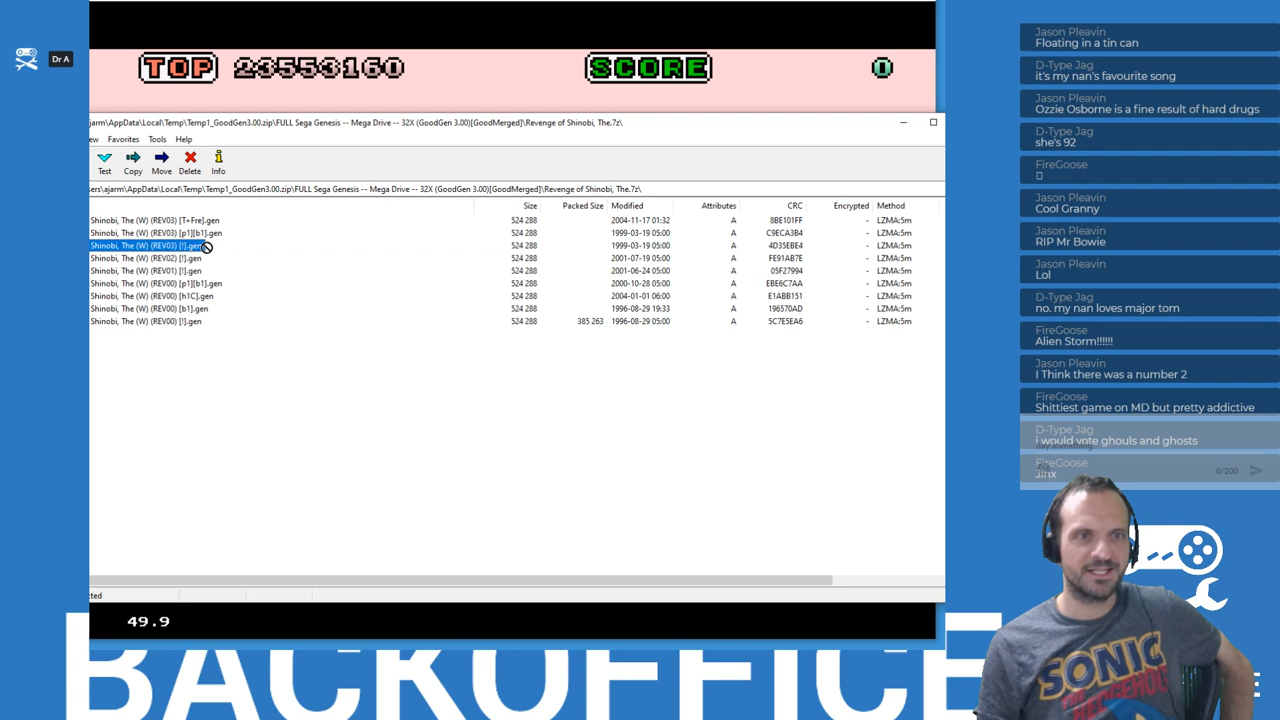 Dr A
TOP 23553160 SCORE 0
jarm\AppData\Local\Temp\Temp1_GoodGen3.00.zip\FULL Sega Genesis -- Mega Drive -- 32X (GoodGen 3.00)[GoodMerged]\Revenge of Shinobi, The.7z\
ew Favorites Tools Help
Test Copy Move Delete Info
sers\ajarm\AppData\Local\Temp\Temp1_GoodGen3.00.zip\FULL Sega Genesis -- Mega Drive -- 32X (GoodGen 3.00)[GoodMerged]\Revenge of Shinobi, The.7z\
Size Packed Size Modified Attributes CRC Encrypted Method
Shinobi, The (W) (REV03) [T+Fre].gen 524 288 2004-11-17 01:32 A 8BE101FF - LZMA:5m
Shinobi, The (W) (REV03) [p1][b1].gen 524 288 1999-03-19 05:00 A C9ECA3B4 - LZMA:5m
Shinobi, The (W) (REV03) [!].gen 524 288 1999-03-19 05:00 A 4D35EBE4 - LZMA:5m
Shinobi, The (W) (REV02) [!].gen 524 288 2001-07-19 05:00 A FE91AB7E - LZMA:5m
Shinobi, The (W) (REV01) [!].gen 524 288 2001-06-24 05:00 A 05F27994 - LZMA:5m
Shinobi, The (W) (REV00) [p1][b1].gen 524 288 2000-10-28 05:00 A EBE6C7AA - LZMA:5m
Shinobi, The (W) (REV00) [h1C].gen 524 288 2004-01-01 06:00 A E1ABB151 - LZMA:5m
Shinobi, The (W) (REV00) [b1].gen 524 288 1996-08-29 19:33 A 196570AD - LZMA:5m
Shinobi, The (W) (REV00) [!].gen 524 288 385 263 1996-08-29 05:00 A 5C7E5EA6 - LZMA:5m
cted
49.9
BACKOFFICE
Jason Pleavin
Floating in a tin can
D-Type Jag
it's my nan's favourite song
Jason Pleavin
Ozzie Osborne is a fine result of hard drugs
D-Type Jag
she's 92
FireGoose
Jason Pleavin
Cool Granny
Jason Pleavin
RIP Mr Bowie
Jason Pleavin
Lol
D-Type Jag
no. my nan loves major tom
FireGoose
Alien Storm!!!!!!
Jason Pleavin
I Think there was a number 2
FireGoose
Shittiest game on MD but pretty addictive
D-Type Jag
i would vote ghouls and ghosts
FireGoose
Jinx
0/200
SONIC
THE HEDGEHOG